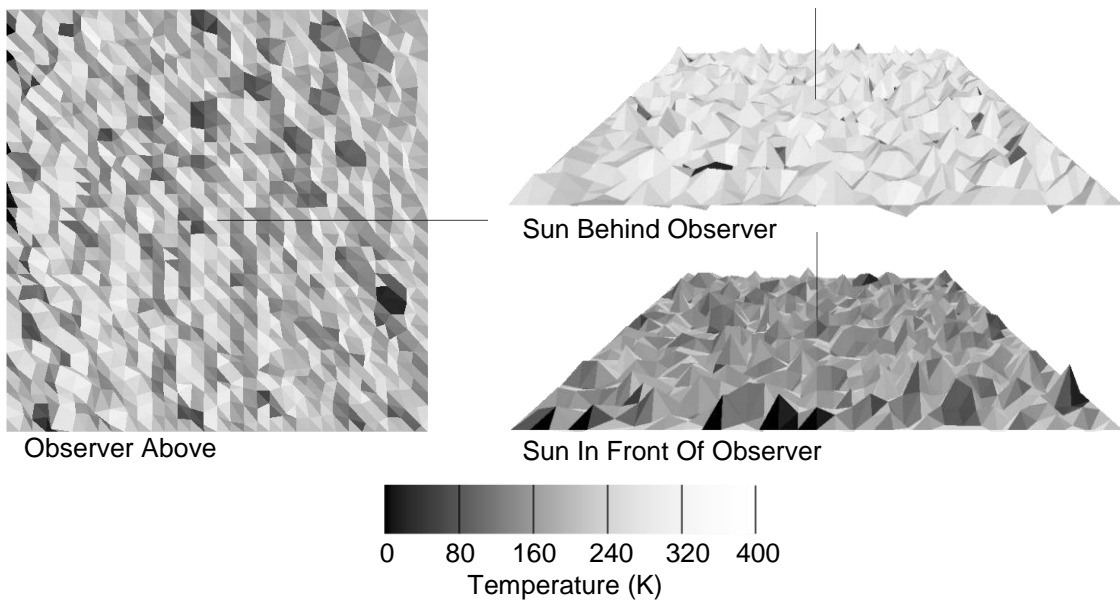 Sun Behind Observer
Observer Above
Sun In Front Of Observer
0 80 160 240 320 400
Temperature (K)